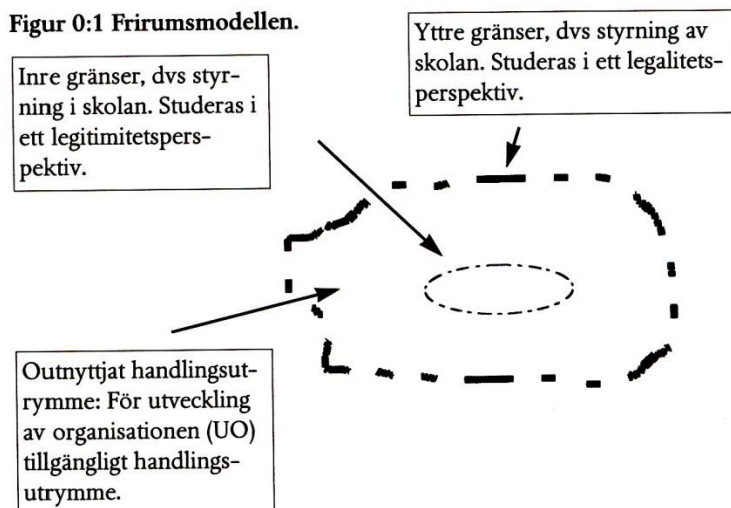 Figur 0:1 Frirumsmodellen.
Inre gränser, dvs styr-
ning i skolan. Studeras i
ett legitimitetspers-
pektiv.
Yttre gränser, dvs styrning av
skolan. Studeras i ett legalitets-
perspektiv.
Outnyttjat handlingsut-
rymme: För utveckling
av organisationen (UO)
tillgängligt handlings-
utrymme.